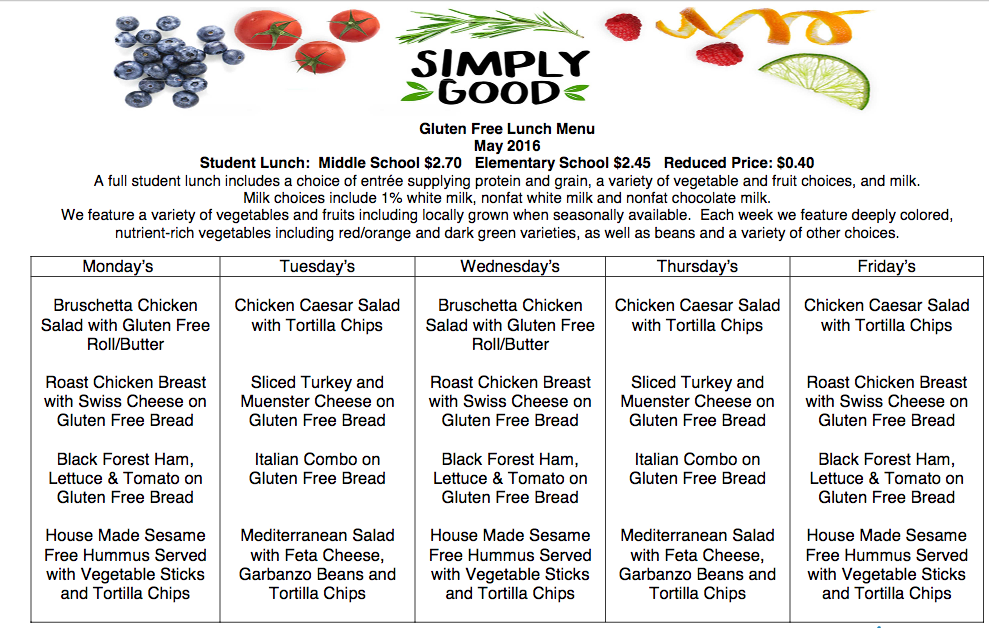 SIMPLY
GOOD
Gluten Free Lunch Menu
May 2016
Student Lunch: Middle School $2.70 Elementary School $2.45 Reduced Price: $0.40
A full student lunch includes a choice of entrée supplying protein and grain, a variety of vegetable and fruit choices, and milk.
Milk choices include 1% white milk, nonfat white milk and nonfat chocolate milk.
We feature a variety of vegetables and fruits including locally grown when seasonally available. Each week we feature deeply colored,
nutrient-rich vegetables including red/orange and dark green varieties, as well as beans and a variety of other choices.
Monday's
Bruschetta Chicken
Salad with Gluten Free
Roll/Butter
Roast Chicken Breast
with Swiss Cheese on
Gluten Free Bread
Black Forest Ham,
Lettuce & Tomato on
Gluten Free Bread
House Made Sesame
Free Hummus Served
with Vegetable Sticks
and Tortilla Chips
Tuesday's
Chicken Caesar Salad
with Tortilla Chips
Sliced Turkey and
Muenster Cheese on
Gluten Free Bread
Italian Combo on
Gluten Free Bread
Mediterranean Salad
with Feta Cheese,
Garbanzo Beans and
Tortilla Chips
Wednesday's
Bruschetta Chicken
Salad with Gluten Free
Roll/Butter
Roast Chicken Breast
with Swiss Cheese on
Gluten Free Bread
Black Forest Ham,
Lettuce & Tomato on
Gluten Free Bread
House Made Sesame
Free Hummus Served
with Vegetable Sticks
and Tortilla Chips
Thursday's
Chicken Caesar Salad
with Tortilla Chips
Sliced Turkey and
Muenster Cheese on
Gluten Free Bread
Italian Combo on
Gluten Free Bread
Mediterranean Salad
with Feta Cheese,
Garbanzo Beans and
Tortilla Chips
Friday's
Chicken Caesar Salad
with Tortilla Chips
Roast Chicken Breast
with Swiss Cheese on
Gluten Free Bread
Black Forest Ham,
Lettuce & Tomato on
Gluten Free Bread
House Made Sesame
Free Hummus Served
with Vegetable Sticks
and Tortilla Chips